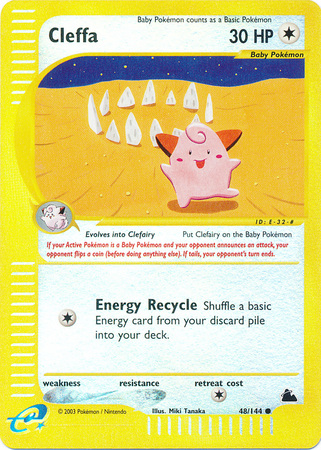 Baby Pokémon counts as a Basic Pokémon
Cleffa
30 HP
Baby Pokémon
ID: E-32-#
Evolves into Clefairy
Put Clefairy on the Baby Pokémon
If your Active Pokémon is a Baby Pokémon and your opponent announces an attack, your
opponent flips a coin (before doing anything else). If tails, your opponent's turn ends.
Energy Recycle Shuffle a basic
Energy card from your discard pile
into your deck.
weakness
resistance
retreat cost
© 2003 Pokémon / Nintendo
Illus. Miki Tanaka
48/144
e